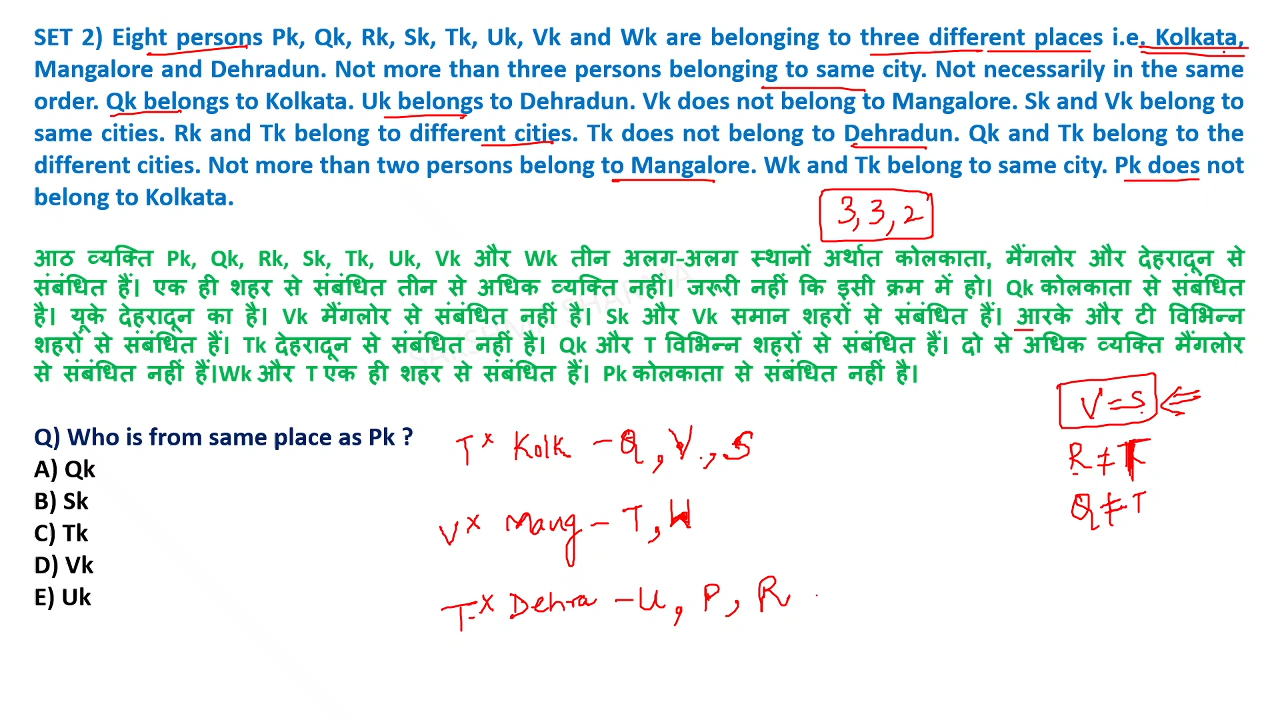 SET 2) Eight persons Pk, Qk, Rk, Sk, Tk, Uk, Vk and Wk are belonging to three different places i.e. Kolkata,
Mangalore and Dehradun. Not more than three persons belonging to same city. Not necessarily in the same
order. Qk belongs to Kolkata. Uk belongs to Dehradun. Vk does not belong to Mangalore. Sk and Vk belong to
same cities. Rk and Tk belong to different cities. Tk does not belong to Dehradun. Qk and Tk belong to the
different cities. Not more than two persons belong to Mangalore. Wk and Tk belong to same city. Pk does not
belong to Kolkata.
3, 3, 2
आठ व्यक्ति Pk, Qk, Rk, Sk, Tk, Uk, Vk और Wk तीन अलग-अलग स्थानों अर्थात कोलकाता, मैंगलोर और देहरादून से
संबंधित हैं। एक ही शहर से संबंधित तीन से अधिक व्यक्ति नहीं। जरूरी नहीं कि इसी क्रम में हो। Qk कोलकाता से संबंधित
है। यूके देहरादून का है। Vk मैंगलोर से संबंधित नहीं है। Sk और Vk समान शहरों से संबंधित हैं। आरके और टी विभिन्न
शहरों से संबंधित हैं। Tk देहरादून से संबंधित नहीं है। Qk और T विभिन्न शहरों से संबंधित हैं। दो से अधिक व्यक्ति मैंगलोर
से संबंधित नहीं हैं।Wk और T एक ही शहर से संबंधित हैं। Pk कोलकाता से संबंधित नहीं है।
V = S
Q) Who is from same place as Pk ?
T× Kolk - Q, V, S
R ≠ T
A) Qk
B) Sk
Q ≠ T
V× Mang - T, W
C) Tk
D) Vk
E) Uk
T× Dehra - U, P, R